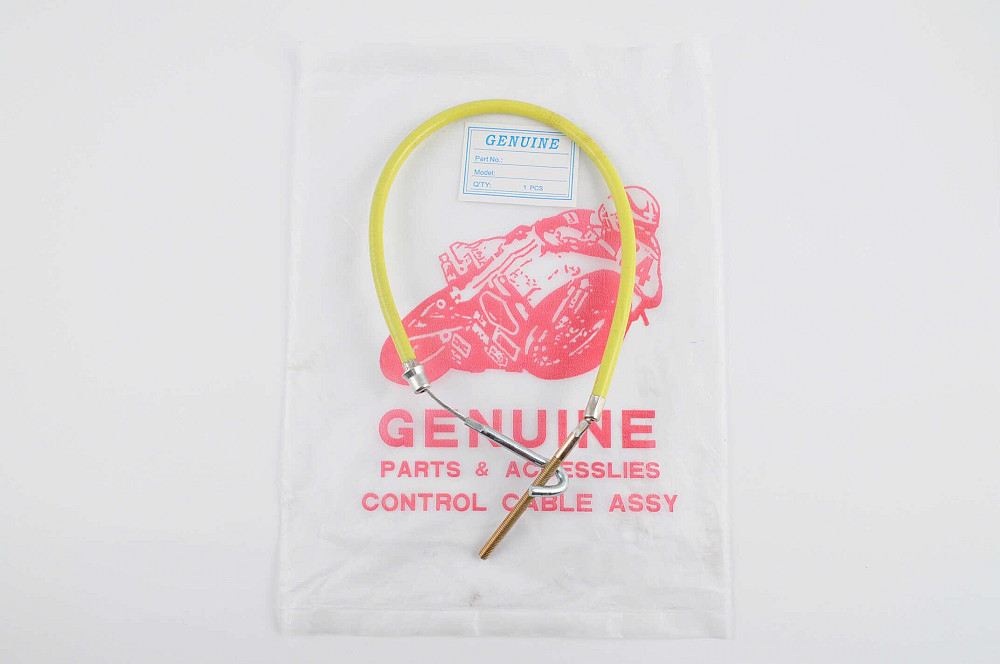 GENUINE
Part No.:
Model:
Q'TY: 1 PCS
GENUINE
PARTS & ACCESSLIES
CONTROL CABLE ASSY